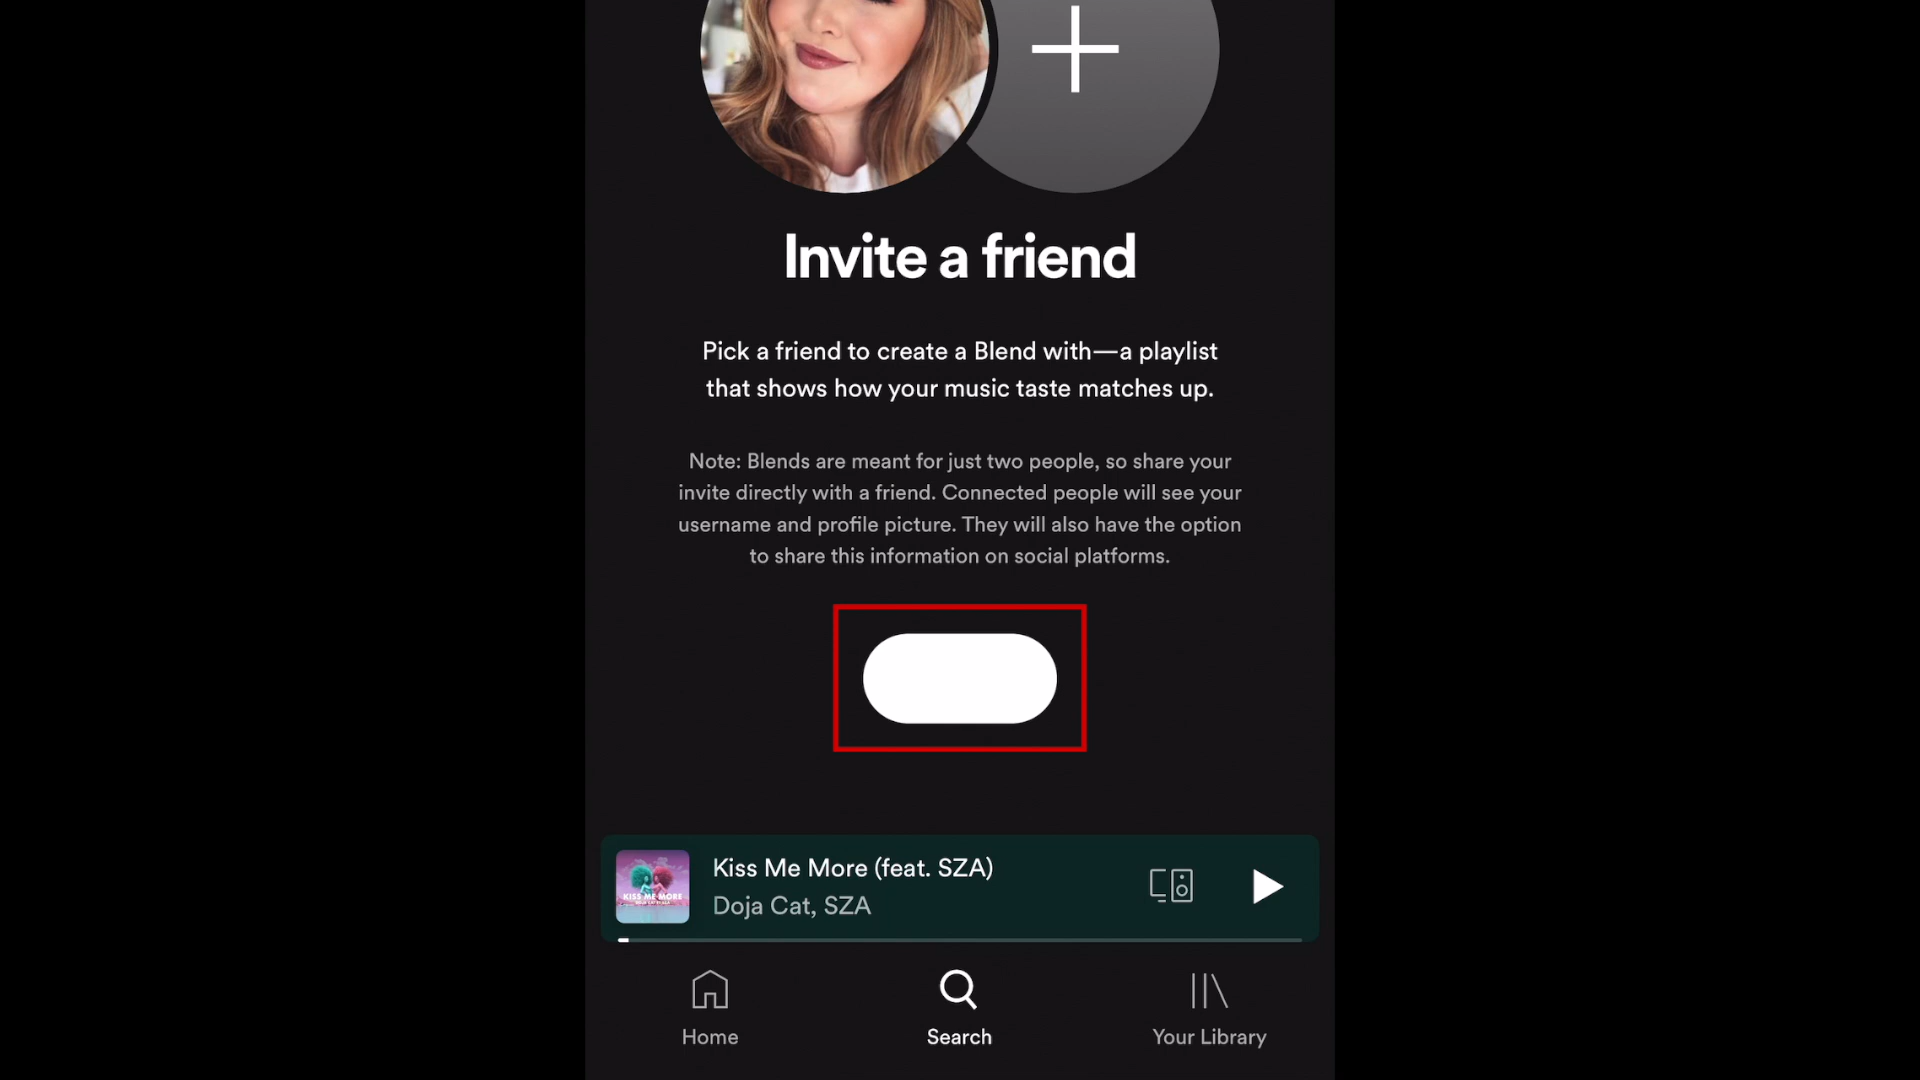 Invite a friend
Pick a friend to create a Blend with—a playlist
that shows how your music taste matches up.
Note: Blends are meant for just two people, so share your
invite directly with a friend. Connected people will see your
username and profile picture. They will also have the option
to share this information on social platforms.
KISS ME MORE
Kiss Me More (feat. SZA)
Doja Cat, SZA
Home
Search
Your Library